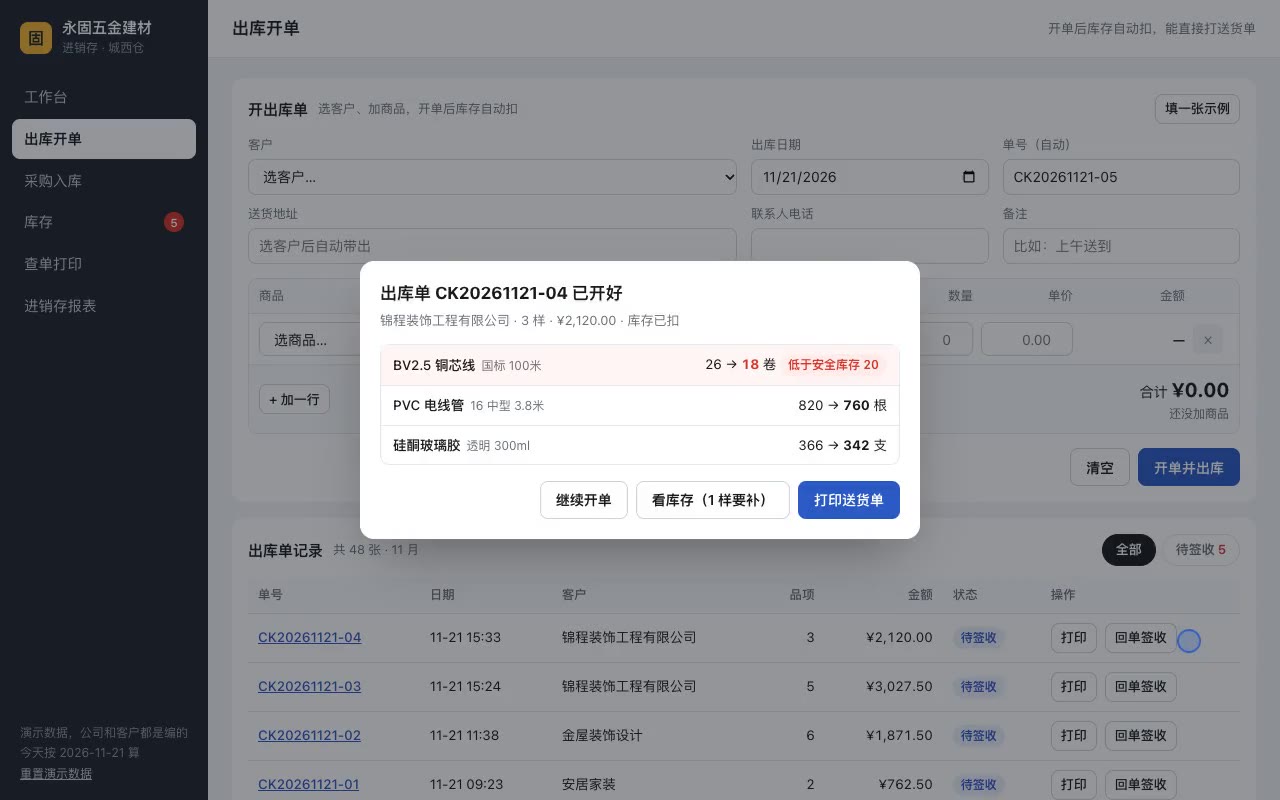 固 永固五金建材
进销存 · 城西仓
工作台
出库开单
采购入库
库存 5
查单打印
进销存报表
演示数据，公司和客户都是编的
今天按 2026-11-21 算
重置演示数据
出库开单 开单后库存自动扣，能直接打送货单
开出库单 选客户、加商品，开单后库存自动扣 填一张示例
客户 出库日期 单号（自动）
选客户... 11/21/2026 CK20261121-05
送货地址 联系人电话 备注
选客户后自动带出 比如：上午送到
商品 数量 单价 金额
选商品... 0 0.00 — ×
+ 加一行 合计 ¥0.00
还没加商品
清空 开单并出库
出库单 CK20261121-04 已开好
锦程装饰工程有限公司 · 3 样 · ¥2,120.00 · 库存已扣
BV2.5 铜芯线 国标 100米 26 → 18 卷 低于安全库存 20
PVC 电线管 16 中型 3.8米 820 → 760 根
硅酮玻璃胶 透明 300ml 366 → 342 支
继续开单 看库存（1 样要补） 打印送货单
出库单记录 共 48 张 · 11 月 全部 待签收 5
单号 日期 客户 品项 金额 状态 操作
CK20261121-04 11-21 15:33 锦程装饰工程有限公司 3 ¥2,120.00 待签收 打印 回单签收
CK20261121-03 11-21 15:24 锦程装饰工程有限公司 5 ¥3,027.50 待签收 打印 回单签收
CK20261121-02 11-21 11:38 金屋装饰设计 6 ¥1,871.50 待签收 打印 回单签收
CK20261121-01 11-21 09:23 安居家装 2 ¥762.50 待签收 打印 回单签收